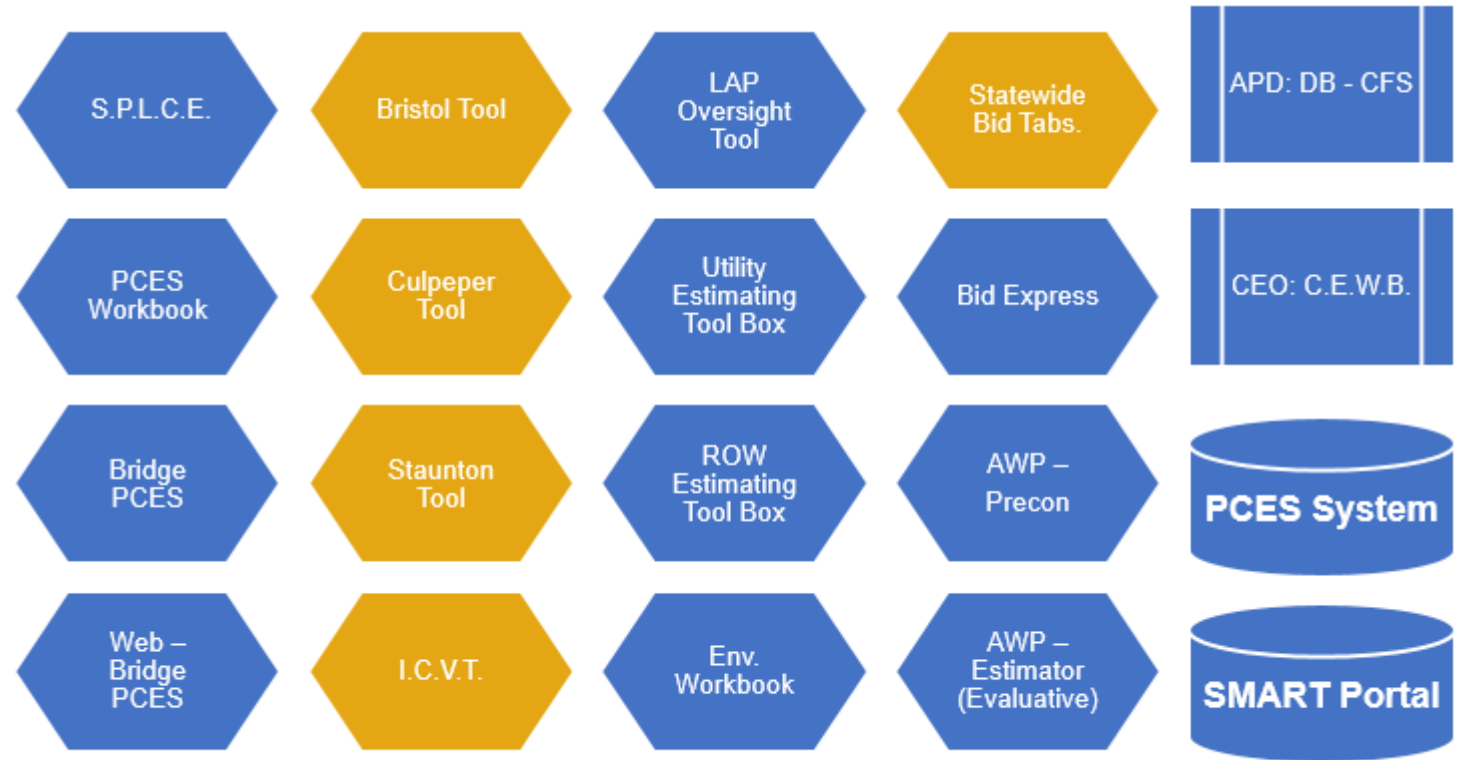 S.P.L.C.E.
Bristol Tool
LAP
Oversight
Tool
Statewide
Bid Tabs.
APD: DB - CFS
PCES
Workbook
Culpeper
Tool
Utility
Estimating
Tool Box
Bid Express
CEO: C.E.W.B.
Bridge
PCES
Staunton
Tool
ROW
Estimating
Tool Box
AWP –
Precon
PCES System
Web –
Bridge
PCES
I.C.V.T.
Env.
Workbook
AWP –
Estimator
(Evaluative)
SMART Portal